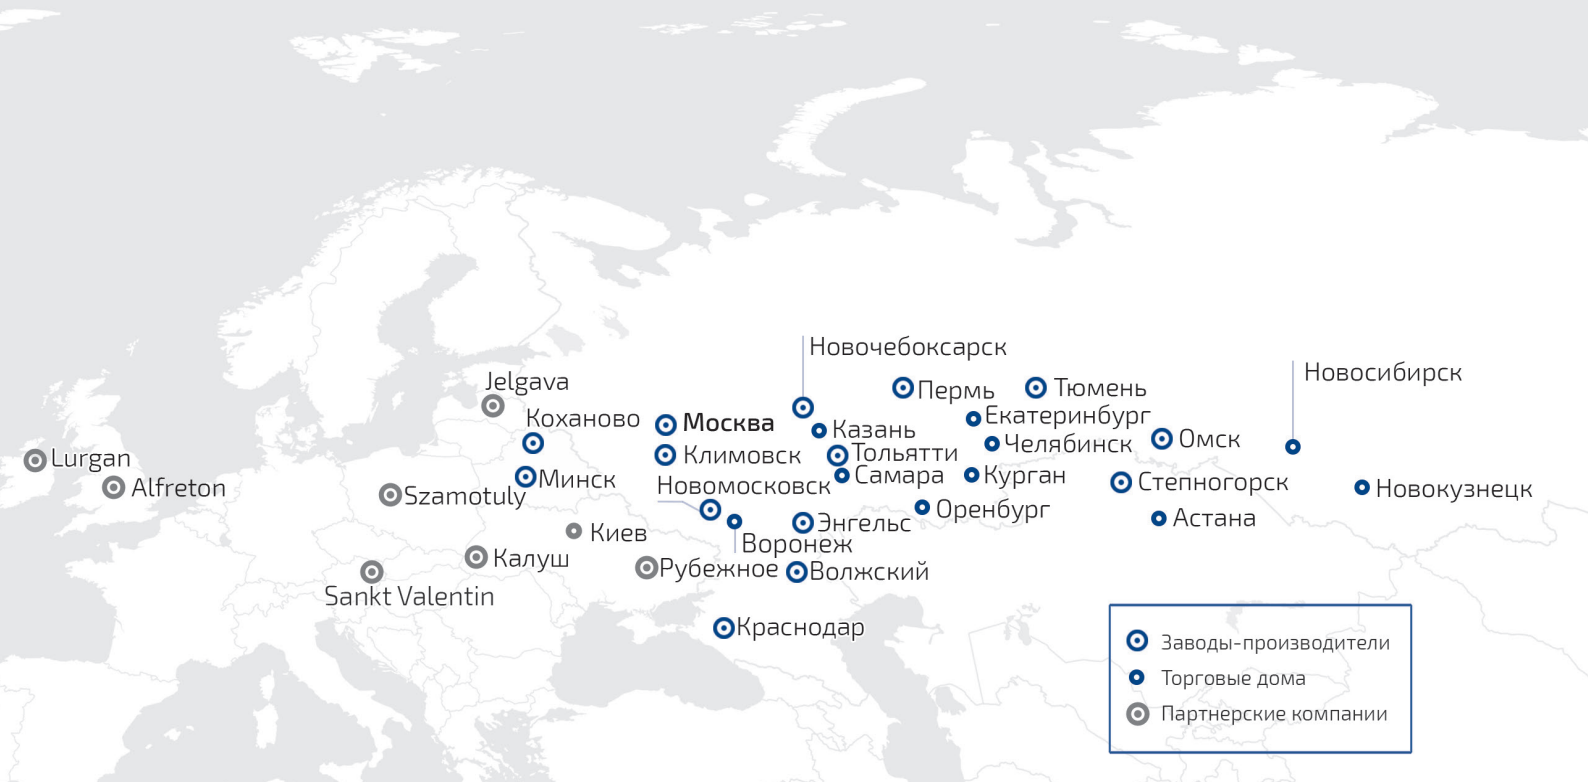 Новочебоксарск
Новосибирск
Jelgava
Пермь
Тюмень
Коханово
Москва
Казань
Екатеринбург
Омск
Челябинск
Lurgan
Климовск
Тольятти
Alfreton
Минск
Самара
Курган
Степногорск
Новокузнецк
Szamotuly
Новомосковск
Оренбург
Астана
Киев
Энгельс
Воронеж
Калуш
Рубежное
Волжский
Sankt Valentin
Краснодар
Заводы-производители
Торговые дома
Партнерские компании